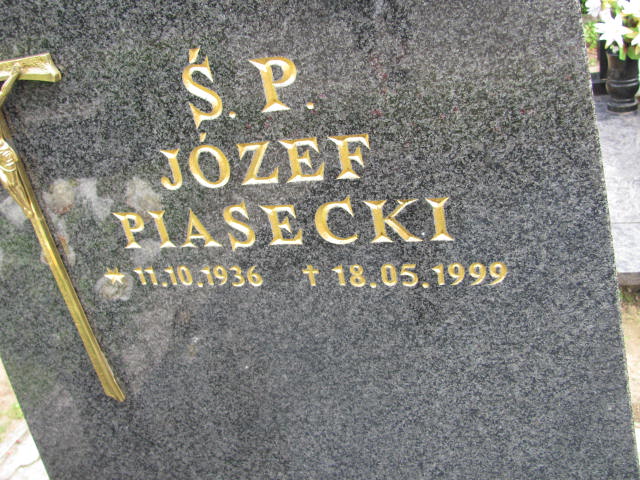 Ś. P.
JÓZEF
PIASECKI
* 11.10.1936 † 18.05.1999